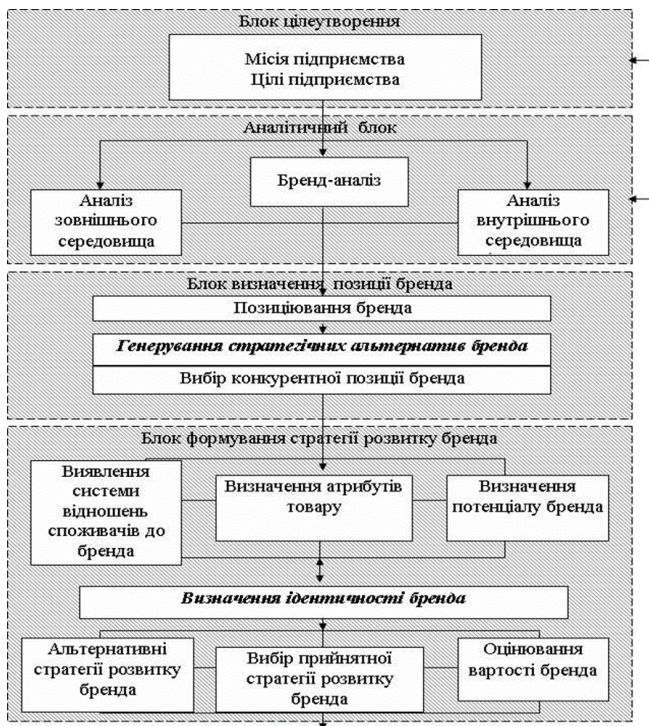 Блок цілеутворення
Місія підприємства
Цілі підприємства
Аналітичний блок
Бренд-аналіз
Аналіз
зовнішнього
середовища
Аналіз
внутрішнього
середовища
Блок визначення позиції бренда
Позиціювання бренда
Генерування стратегічних альтернатив бренда
Вибір конкурентної позиції бренда
Блок формування стратегії розвитку бренда
Виявлення
системи
відношень
споживачів до
бренда
Визначення атрибутів
товару
Визначення
потенціалу бренда
Визначення ідентичності бренда
Альтернативні
стратегії розвитку
бренда
Вибір прийнятної
стратегії розвитку
бренда
Оцінювання
вартості бренда